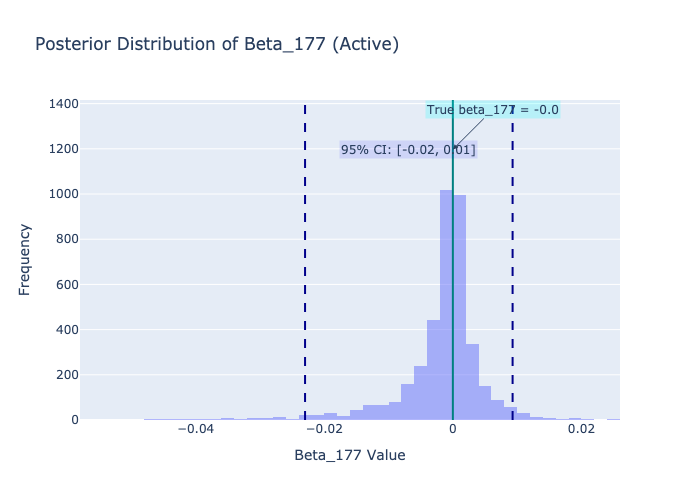 Posterior Distribution of Beta_177 (Active)
1400
True beta_177 = -0.0
1200
95% CI: [-0.02, 0.01]
1000
800
600
400
200
0
Frequency
−0.04
−0.02
0
0.02
Beta_177 Value